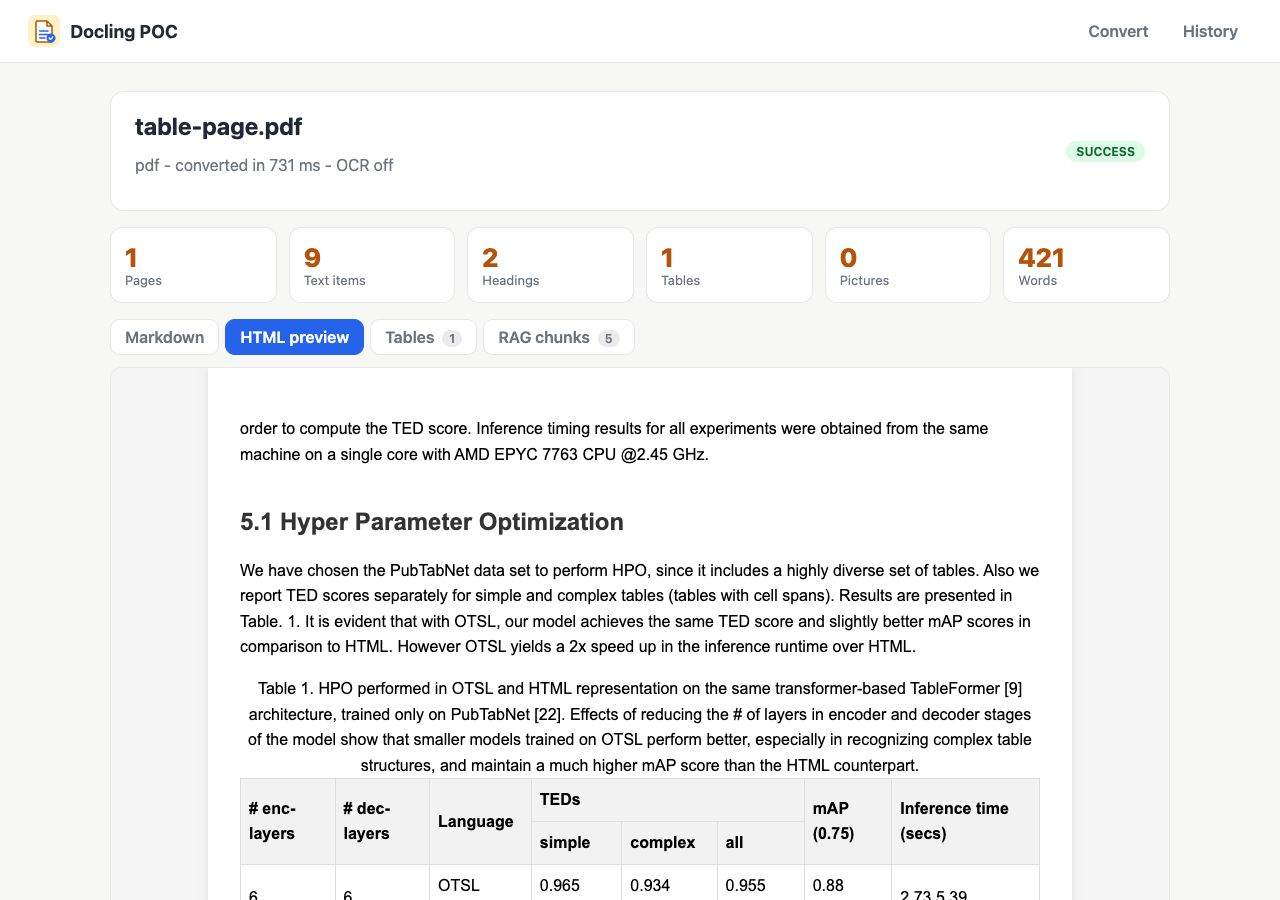 Docling POC
Convert
History
table-page.pdf
pdf - converted in 731 ms - OCR off
SUCCESS
1
Pages
9
Text items
2
Headings
1
Tables
0
Pictures
421
Words
Markdown
HTML preview
Tables 1
RAG chunks 5
order to compute the TED score. Inference timing results for all experiments were obtained from the same
machine on a single core with AMD EPYC 7763 CPU @2.45 GHz.
5.1 Hyper Parameter Optimization
We have chosen the PubTabNet data set to perform HPO, since it includes a highly diverse set of tables. Also we
report TED scores separately for simple and complex tables (tables with cell spans). Results are presented in
Table. 1. It is evident that with OTSL, our model achieves the same TED score and slightly better mAP scores in
comparison to HTML. However OTSL yields a 2x speed up in the inference runtime over HTML.
Table 1. HPO performed in OTSL and HTML representation on the same transformer-based TableFormer [9]
architecture, trained only on PubTabNet [22]. Effects of reducing the # of layers in encoder and decoder stages
of the model show that smaller models trained on OTSL perform better, especially in recognizing complex table
structures, and maintain a much higher mAP score than the HTML counterpart.
# enc-
layers
# dec-
layers
Language
TEDs
simple
complex
all
mAP
(0.75)
Inference time
(secs)
6
6
OTSL
0.965
0.934
0.955
0.88
2.73 5.39